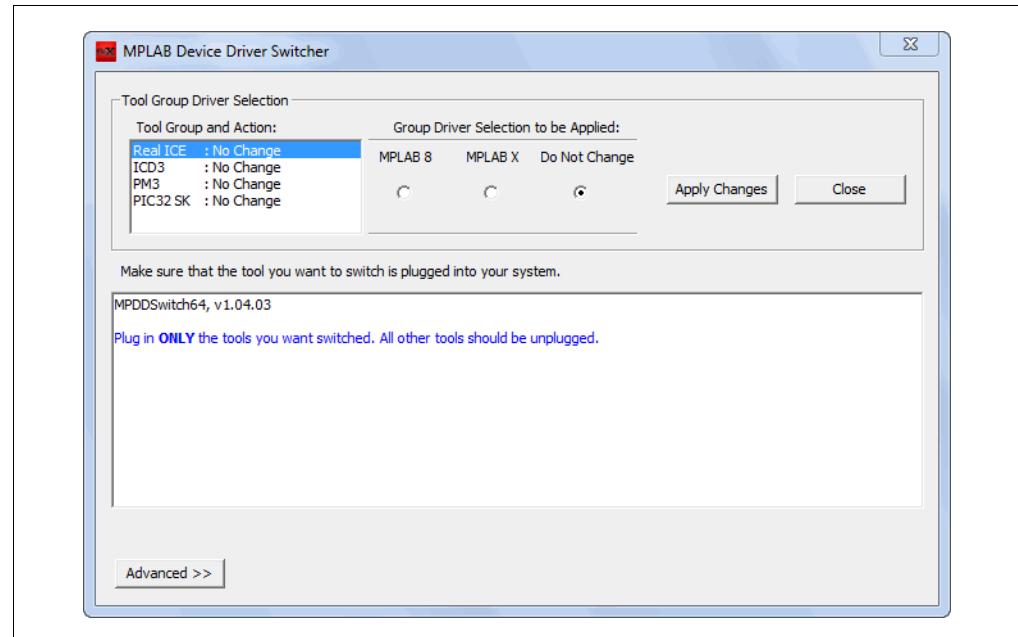 MPLAB Device Driver Switcher
Tool Group Driver Selection
Tool Group and Action:
Real ICE : No Change
ICD3 : No Change
PM3 : No Change
PIC32 SK : No Change
Group Driver Selection to be Applied:
MPLAB 8 MPLAB X Do Not Change
Apply Changes Close
Make sure that the tool you want to switch is plugged into your system.
MPDDSwitch64, v1.04.03
Plug in ONLY the tools you want switched. All other tools should be unplugged.
Advanced >>